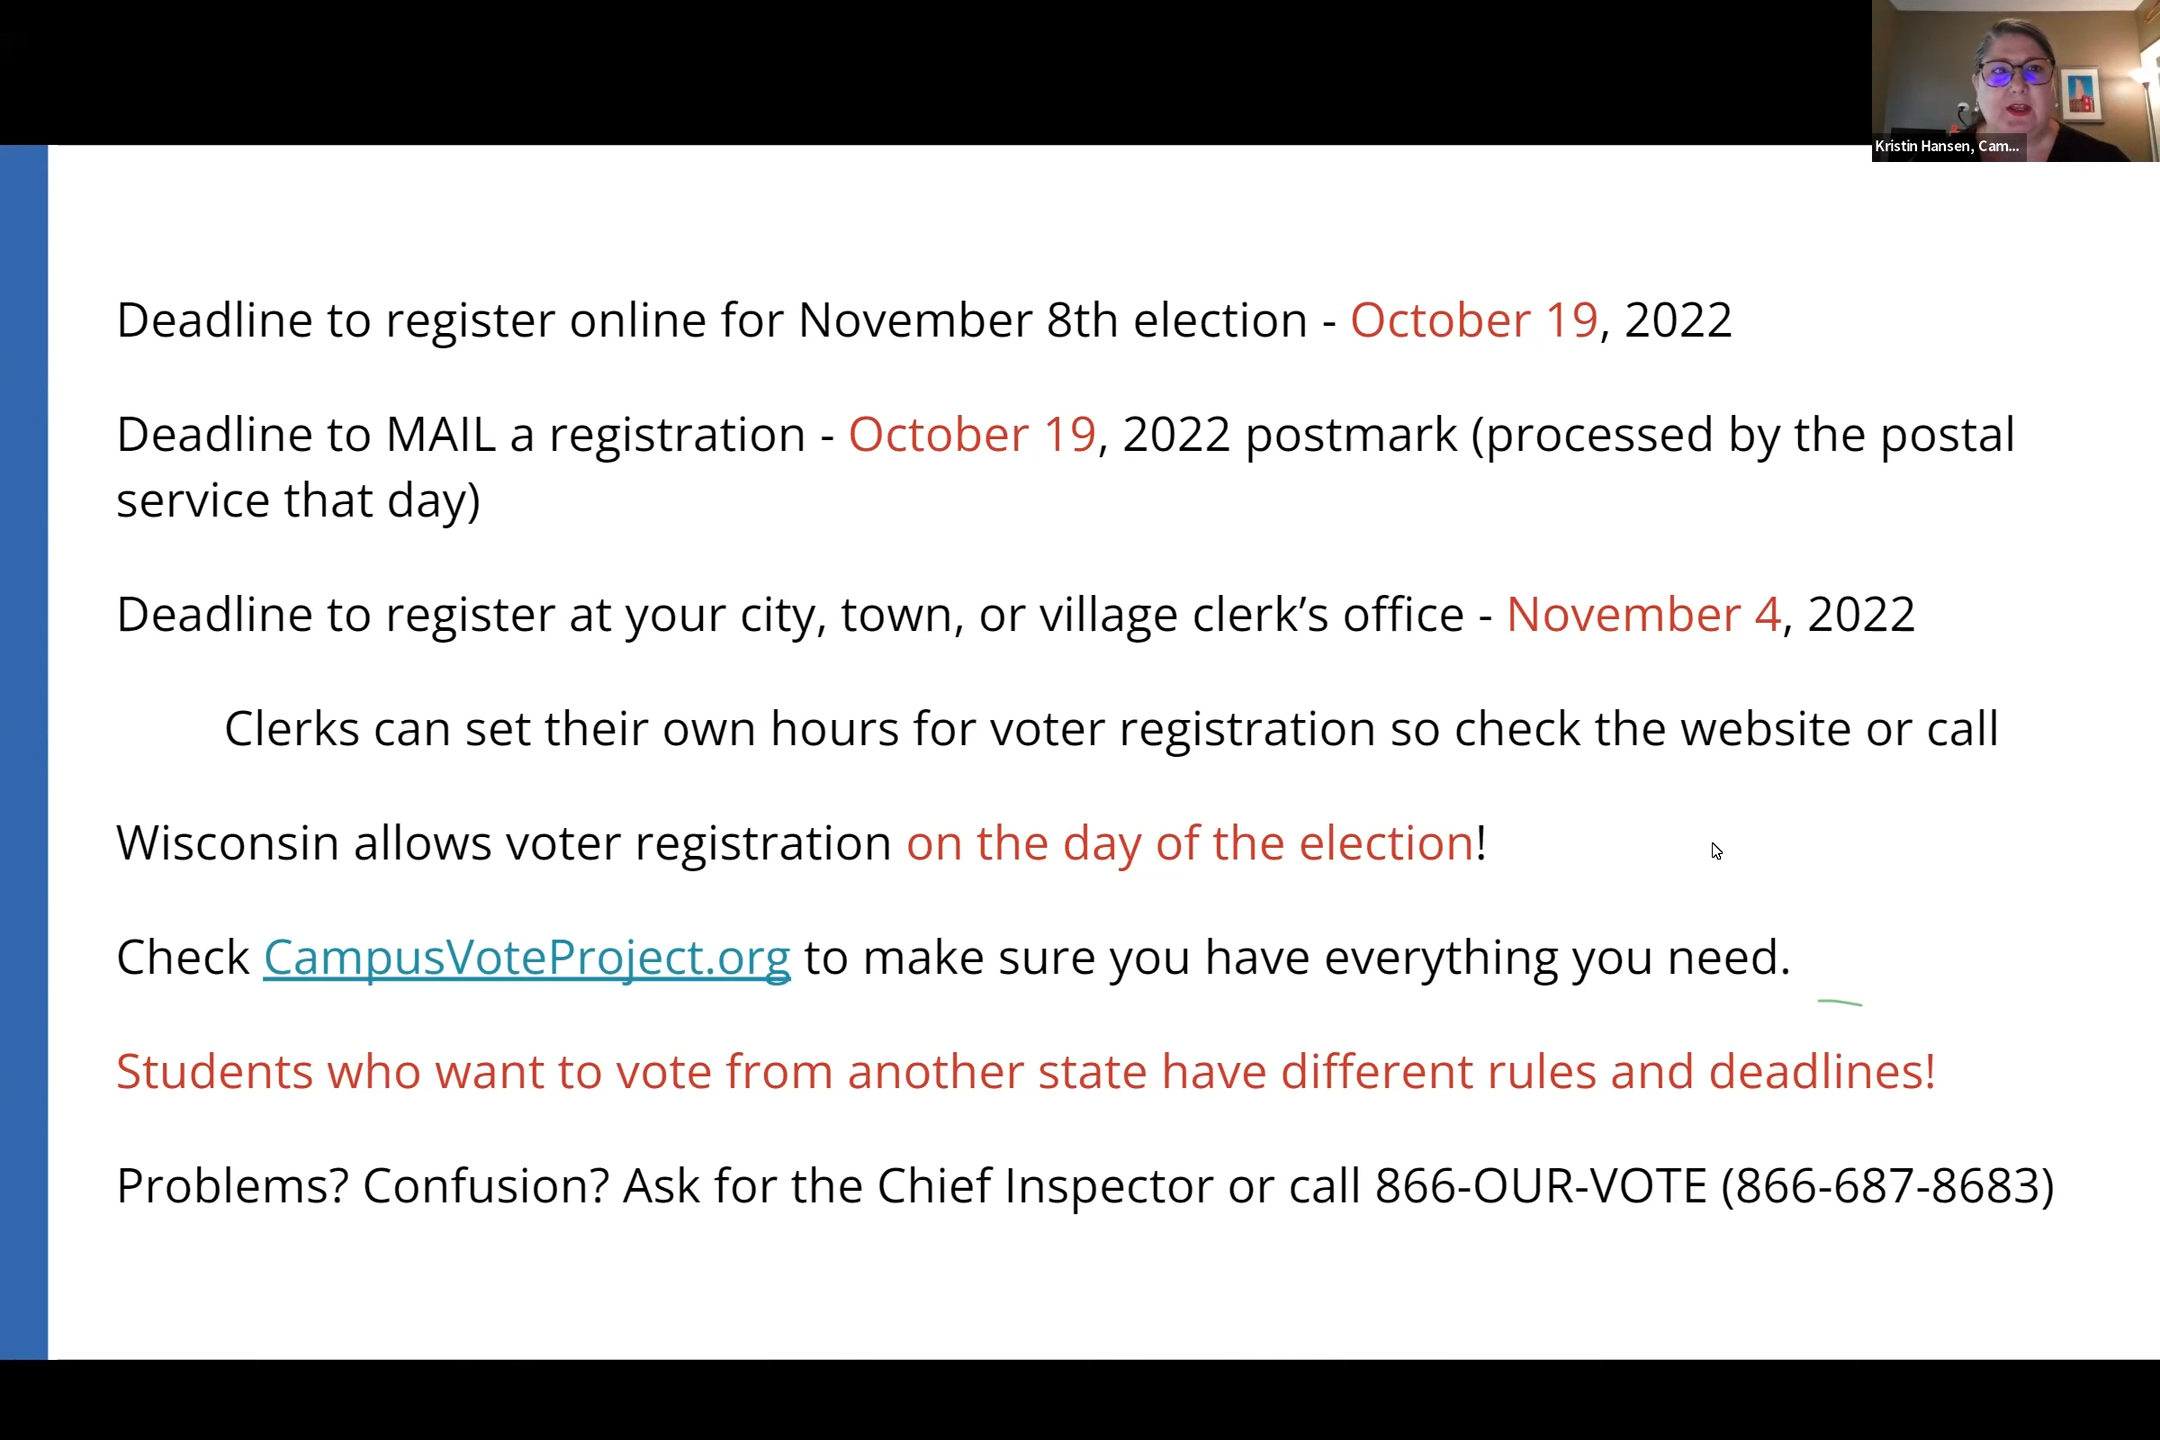 Kristin Hansen, Cam...
Deadline to register online for November 8th election - October 19, 2022
Deadline to MAIL a registration - October 19, 2022 postmark (processed by the postal
service that day)
Deadline to register at your city, town, or village clerk’s office - November 4, 2022
Clerks can set their own hours for voter registration so check the website or call
Wisconsin allows voter registration on the day of the election!
Check CampusVoteProject.org to make sure you have everything you need.
Students who want to vote from another state have different rules and deadlines!
Problems? Confusion? Ask for the Chief Inspector or call 866-OUR-VOTE (866-687-8683)